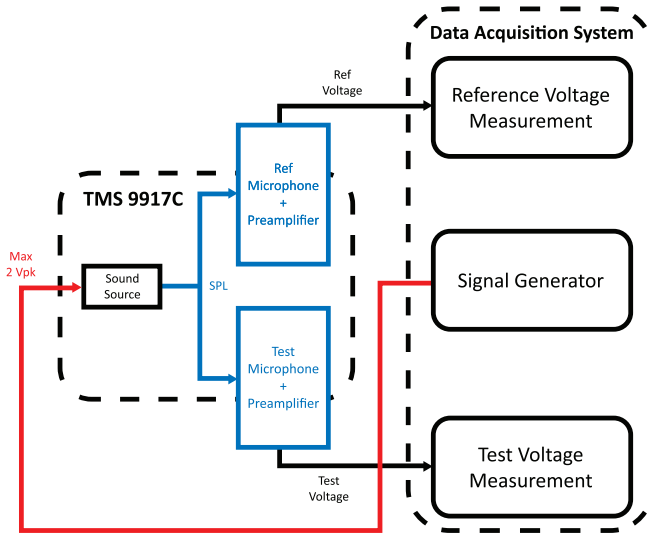 Data Acquisition System
Ref
Voltage
Reference Voltage
Measurement
Ref
Microphone
+
Preamplifier
TMS 9917C
Max
2 Vpk
Sound
Source
SPL
Signal Generator
Test
Microphone
+
Preamplifier
Test Voltage
Measurement
Test
Voltage